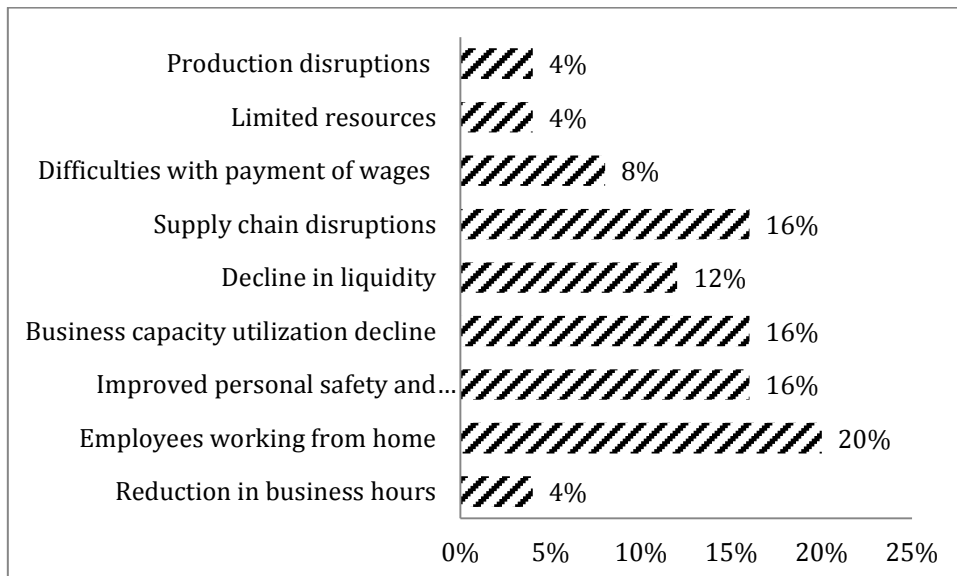 Production disruptions 4%
Limited resources 4%
Difficulties with payment of wages 8%
Supply chain disruptions 16%
Decline in liquidity 12%
Business capacity utilization decline 16%
Improved personal safety and… 16%
Employees working from home 20%
Reduction in business hours 4%
0% 5% 10% 15% 20% 25%